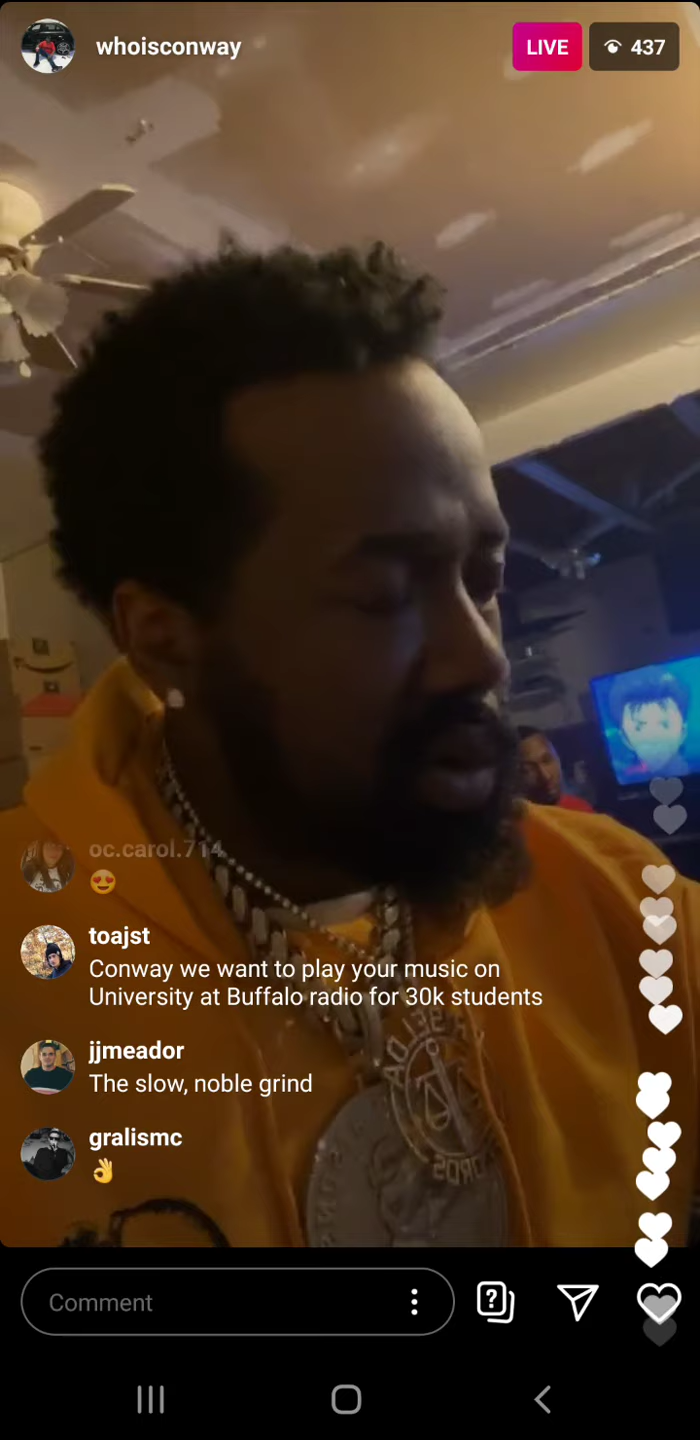 whoisconway
LIVE
437
oc.carol.714
😍
toajst
Conway we want to play your music on
University at Buffalo radio for 30k students
jjmeador
The slow, noble grind
gralismc
👌
Comment